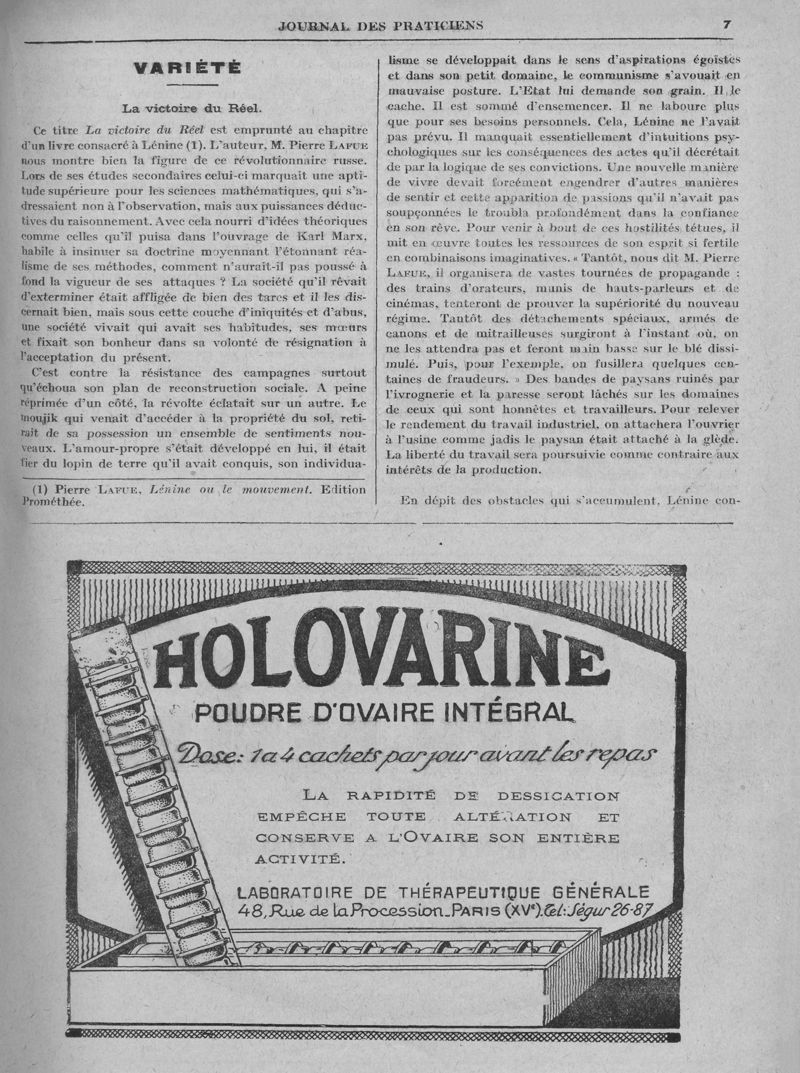 JOURNAL DES PRATICIENS
7
VARIÉTÉ
La victoire du Réel.
Ce titre La victoire du Réel est emprunté au chapitre
d'un livre consacré à Lénine (1). L'auteur, M. Pierre LAFUE
nous montre bien la figure de ce révolutionnaire russe.
Lors de ses études secondaires celui-ci marquait une apti-
tude supérieure pour les sciences mathématiques, qui s'a-
dressaient non à l'observation, mais aux puissances déduc-
tives du raisonnement. Avec cela nourri d'idées théoriques
comme celles qu'il puisa dans l'ouvrage de Karl Marx,
habile à insinuer sa doctrine moyennant l'étonnant réa-
lisme de ses méthodes, comment n'aurait-il pas poussé à
fond la vigueur de ses attaques ? La société qu'il rêvait
d'exterminer était affligée de bien des tares et il les dis-
cernait bien, mais sous cette couche d'iniquités et d'abus,
une société vivait qui avait ses habitudes, ses mœurs
et fixait son bonheur dans sa volonté de résignation à
l'acceptation du présent.
C'est contre la résistance des campagnes surtout
qu'échoua son plan de reconstruction sociale. A peine
réprimée d'un côté, la révolte éclatait sur un autre. Le
moujik qui venait d'accéder à la propriété du sol, reti-
rait de sa possession un ensemble de sentiments nou-
veaux. L'amour-propre s'était développé en lui, il était
fier du lopin de terre qu'il avait conquis, son individua-
(1) Pierre LAFUE, Lénine ou le mouvement. Edition
Prométhée.
lisme se développait dans le sens d'aspirations égoïstes
et dans son petit domaine, le communisme s'avouait en
mauvaise posture. L'Etat lui demande son grain. Il le
cache. Il est sommé d'ensemencer. Il ne laboure plus
que pour ses besoins personnels. Cela, Lénine ne l'avait
pas prévu. Il manquait essentiellement d'intuitions psy-
chologiques sur les conséquences des actes qu'il décrétait
de par la logique de ses convictions. Une nouvelle manière
de vivre devait forcément engendrer d'autres manières
de sentir et cette apparition de passions qu'il n'avait pas
soupçonnées le troubla profondément dans la confiance
en son rêve. Pour venir à bout de ces hostilités têtues, il
mit en œuvre toutes les ressources de son esprit si fertile
en combinaisons imaginatives. « Tantôt, nous dit M. Pierre
LAFUE, il organisera de vastes tournées de propagande :
des trains d'orateurs, munis de hauts-parleurs et de
cinémas, tenteront de prouver la supériorité du nouveau
régime. Tantôt des détachements spéciaux, armés de
canons et de mitrailleuses surgiront à l'instant où, on
ne les attendra pas et feront main basse sur le blé dissi-
mulé. Puis, pour l'exemple, on fusillera quelques cen-
taines de fraudeurs. » Des bandes de paysans ruinés par
l'ivrognerie et la paresse seront lâchés sur les domaines
de ceux qui sont honnêtes et travailleurs. Pour relever
le rendement du travail industriel, on attachera l'ouvrier
à l'usine comme jadis le paysan était attaché à la glède.
La liberté du travail sera poursuivie comme contraire aux
intérêts de la production.
En dépit des obstacles qui s'accumulent, Lénine con-
HOLOVARINE
POUDRE D'OVAIRE INTÉGRAL
Dose: 1 a 4 cachets par jour avant les repas
LA RAPIDITÉ DE DESSICATION
EMPÊCHE TOUTE ALTÉRATION ET
CONSERVE A L'OVAIRE SON ENTIÈRE
ACTIVITÉ.
LABORATOIRE DE THÉRAPEUTIQUE GÉNÉRALE
48, Rue de la Procession_PARIS (XVe). Tel: Ségur 26-87